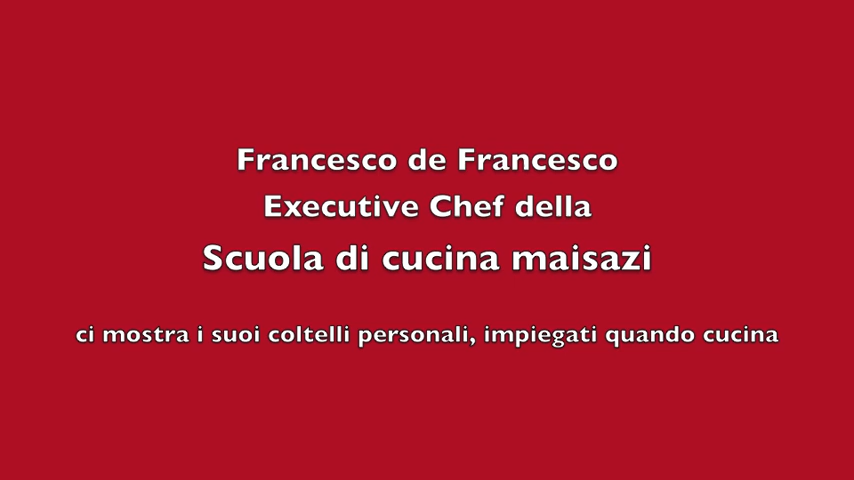 Francesco de Francesco
Executive Chef della
Scuola di cucina maisazi
ci mostra i suoi coltelli personali, impiegati quando cucina